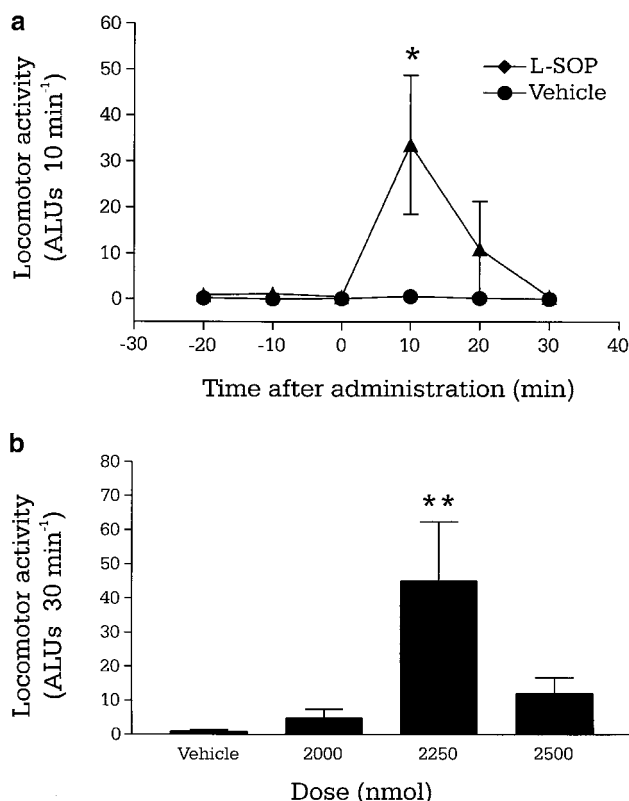 a
60
50
40
30
20
10
0
*
L-SOP
Vehicle
Locomotor activity
(ALUs 10 min⁻¹)
-30 -20 -10 0 10 20 30 40
Time after administration (min)
b
80
70
60
50
40
30
20
10
0
**
Locomotor activity
(ALUs 30 min⁻¹)
Vehicle 2000 2250 2500
Dose (nmol)